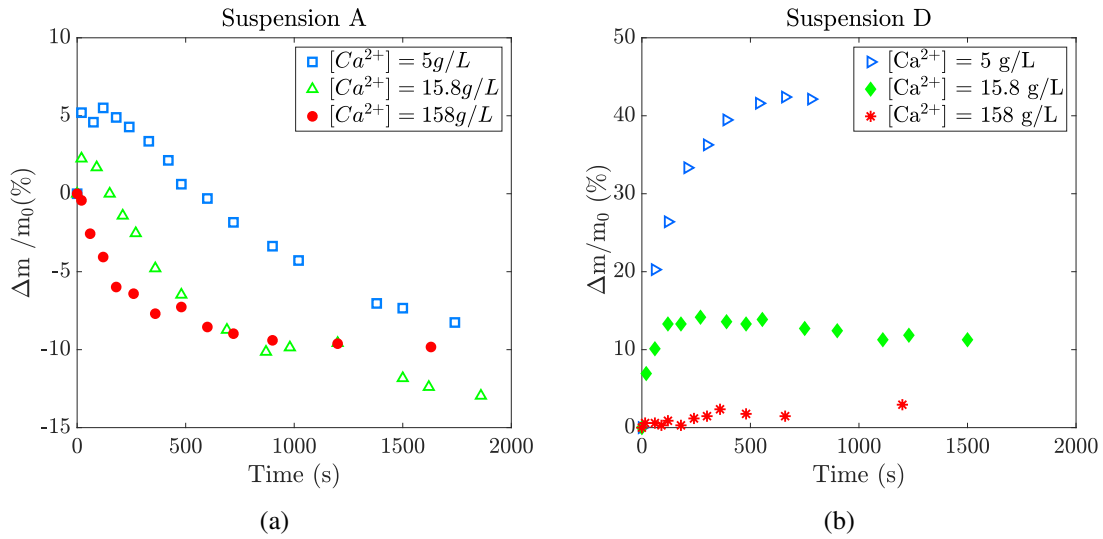 Suspension A
[Ca²⁺] = 5g/L
[Ca²⁺] = 15.8g/L
[Ca²⁺] = 158g/L
10
5
0
-5
-10
-15
Δm /m₀(%)
0
500
1000
1500
2000
Time (s)
(a)
Suspension D
[Ca²⁺] = 5 g/L
[Ca²⁺] = 15.8 g/L
[Ca²⁺] = 158 g/L
50
40
30
20
10
0
Δm/m₀ (%)
0
500
1000
1500
2000
Time (s)
(b)